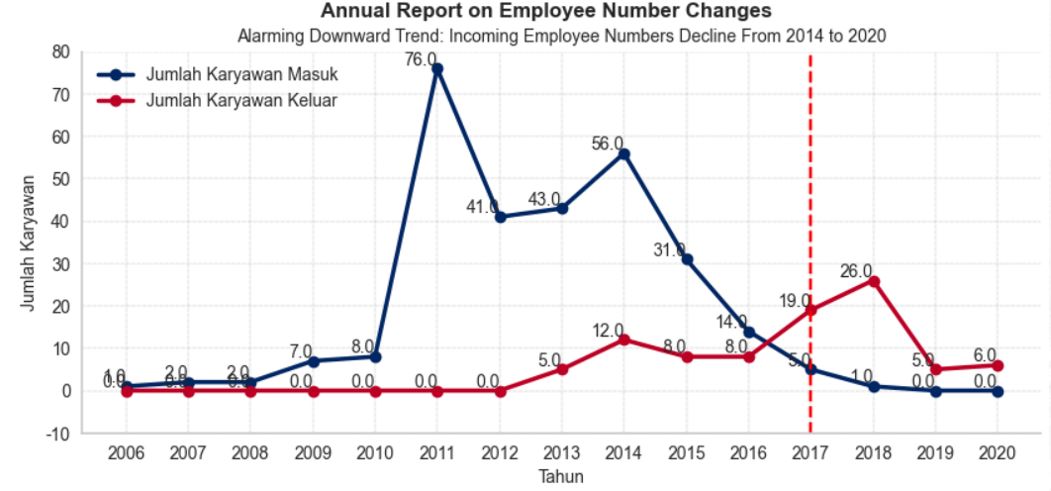 Annual Report on Employee Number Changes
Alarming Downward Trend: Incoming Employee Numbers Decline From 2014 to 2020
Jumlah Karyawan Masuk
Jumlah Karyawan Keluar
Jumlah Karyawan
80
70
60
50
40
30
20
10
0
-10
1.0 2.0 2.0 7.0 8.0 76.0 41.0 43.0 56.0 31.0 14.0 5.0 1.0 0.0 0.0
0.0 0.0 0.0 0.0 0.0 0.0 0.0 5.0 12.0 8.0 8.0 19.0 26.0 5.0 6.0
2006 2007 2008 2009 2010 2011 2012 2013 2014 2015 2016 2017 2018 2019 2020
Tahun